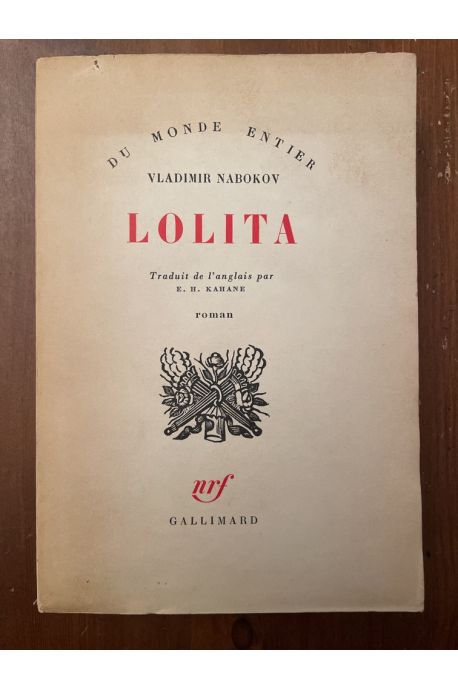 DU MONDE ENTIER
VLADIMIR NABOKOV
LOLITA
Traduit de l'anglais par
E. H. KAHANE
roman
nrf
GALLIMARD